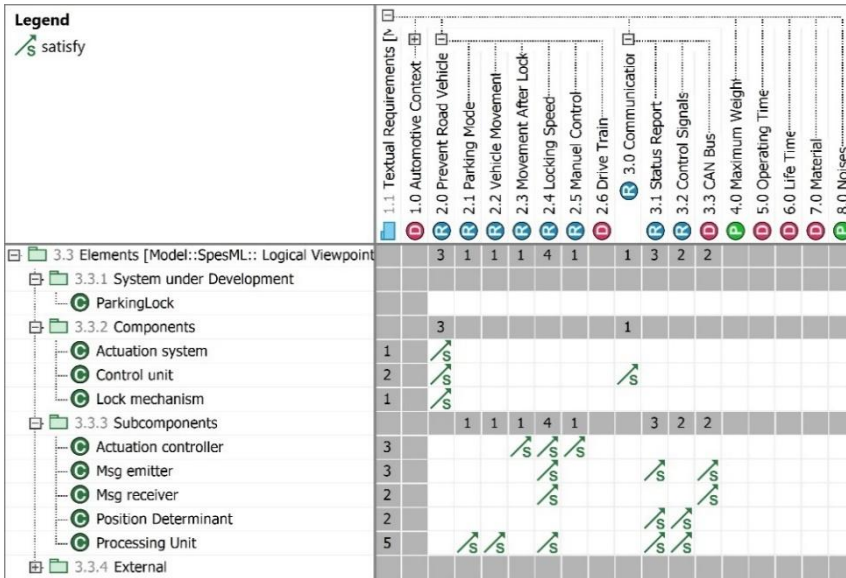 Legend
S satisfy
1.1 Textual Requirements [M
D 1.0 Automotive Context
R 2.0 Prevent Road Vehicle
R 2.1 Parking Mode
R 2.2 Vehicle Movement
R 2.3 Movement After Lock
R 2.4 Locking Speed
R 2.5 Manuel Control
D 2.6 Drive Train
R 3.0 Communication
R 3.1 Status Report
R 3.2 Control Signals
D 3.3 CAN Bus
P 4.0 Maximum Weight
D 5.0 Operating Time
D 6.0 Life Time
D 7.0 Material
P 8.0 Noises
3.3 Elements [Model::SpesML:: Logical Viewpoint 3 1 1 1 4 1 1 3 2 2
3.3.1 System under Development
C ParkingLock
3.3.2 Components 3 1
C Actuation system 1 S
C Control unit 2 S S
C Lock mechanism 1 S
3.3.3 Subcomponents 1 1 1 4 1 3 2 2
C Actuation controller 3 S S S
C Msg emitter 3 S S S
C Msg receiver 2 S S
C Position Determinant 2 S S
C Processing Unit 5 S S S S S
3.3.4 External